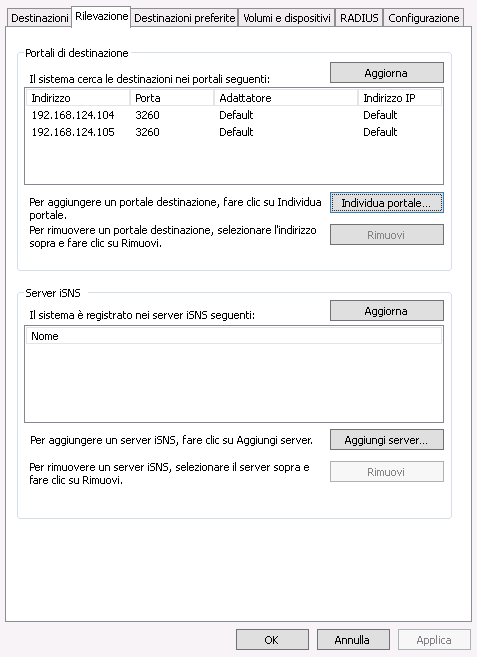 Destinazioni Rilevazione Destinazioni preferite Volumi e dispositivi RADIUS Configurazione
Portali di destinazione
Il sistema cerca le destinazioni nei portali seguenti: Aggiorna
Indirizzo Porta Adattatore Indirizzo IP
192.168.124.104 3260 Default Default
192.168.124.105 3260 Default Default
Per aggiungere un portale destinazione, fare clic su Individua
portale.
Individua portale...
Per rimuovere un portale destinazione, selezionare l'indirizzo
sopra e fare clic su Rimuovi.
Rimuovi
Server iSNS
Il sistema è registrato nei server iSNS seguenti: Aggiorna
Nome
Per aggiungere un server iSNS, fare clic su Aggiungi server. Aggiungi server...
Per rimuovere un server iSNS, selezionare il server sopra e
fare clic su Rimuovi.
Rimuovi
OK Annulla Applica